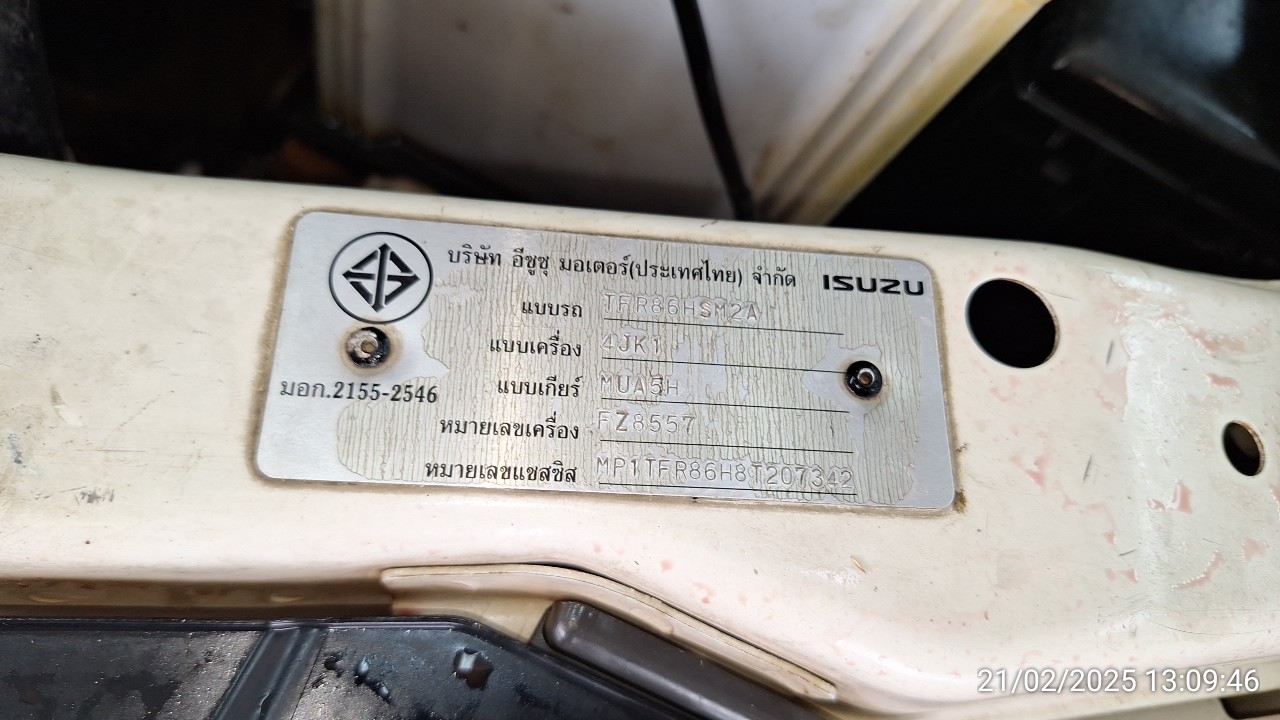 บริษัท อีซูซุ มอเตอร์(ประเทศไทย) จำกัด ISUZU
แบบรถ TFR86HSM2A
แบบเครื่อง 4JK1
มอก.2155-2546
แบบเกียร์ MUA5H
หมายเลขเครื่อง FZ8557
หมายเลขแชสซิส MP1TFR86H8T207342
21/02/2025 13:09:46